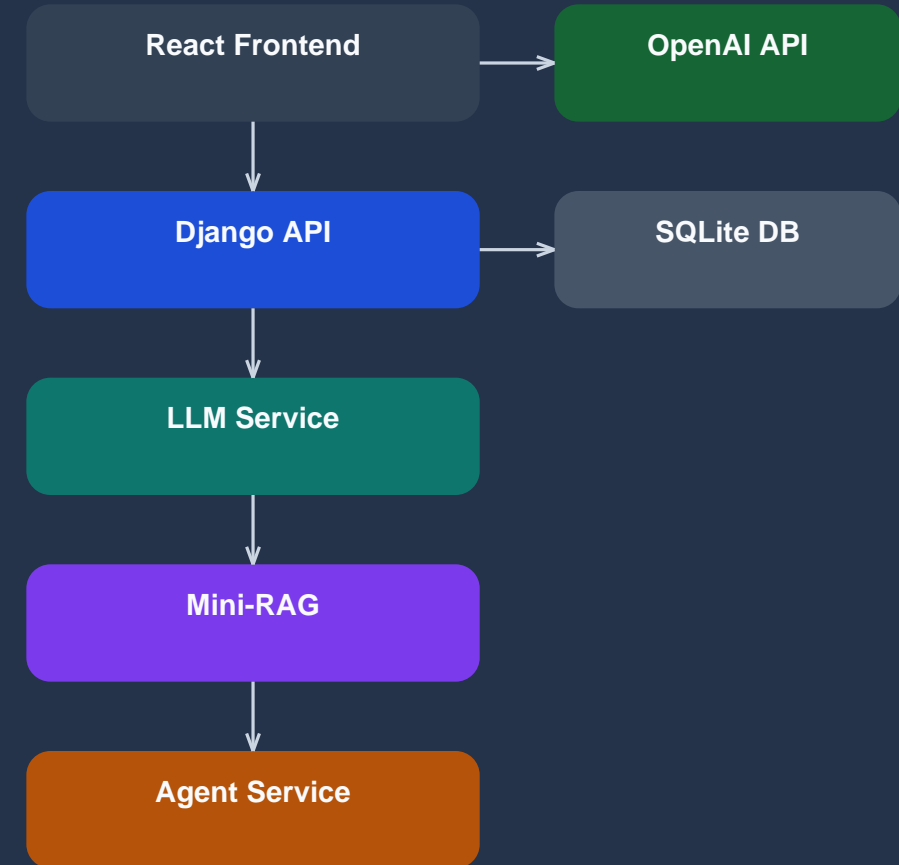 React Frontend
OpenAI API
Django API
SQLite DB
LLM Service
Mini-RAG
Agent Service